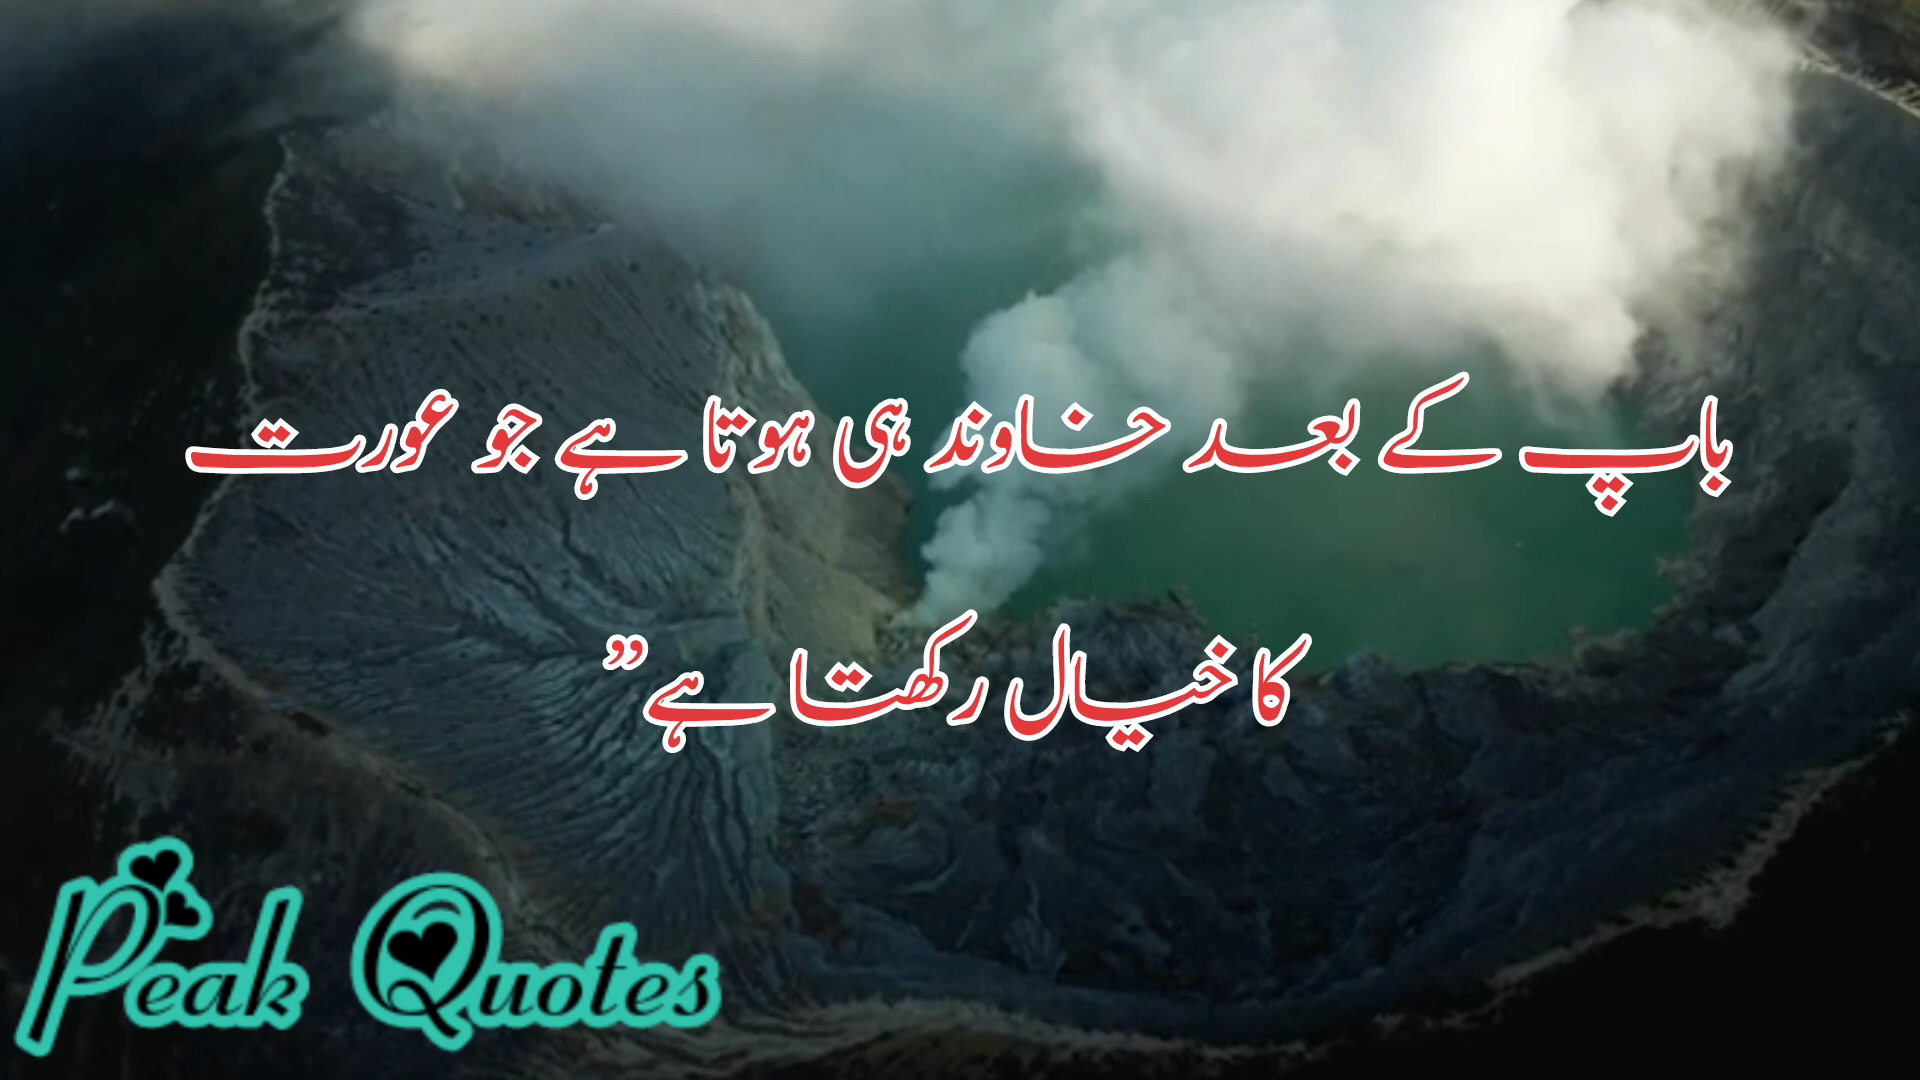 باپ کے بعد خاوند ہی ہوتا ہے جو عورت
کا خیال رکھتا ہے”
Peak Quotes